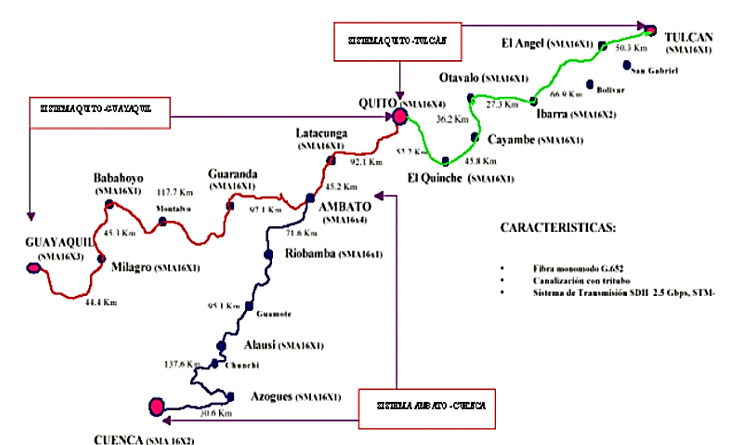 SISTEMA QUITO -TULCÁN
TULCAN
(SMA16X1)
El Angel (SMA16X1)
50.3 Km
San Gabriel
Bolivar
Otavalo (SMA16X1)
66.9 Km
27.3 Km
Ibarra (SMA16X2)
SISTEMA QUITO -GUAYAQUIL
QUITO (SMA16X4)
36.2 Km
Cayambe (SMA16X1)
Latacunga
(SMA16X1)
92.1 Km
45.8 Km
El Quinche (SMA16X1)
Babahoyo
(SMA16X1)
117.7 Km
Montalvo
Guaranda
(SMA16X1)
45.2 Km
97.1 Km
AMBATO
(SMA16x4)
45.3 Km
71.6 Km
GUAYAQUIL
(SMA16X3)
Milagro (SMA16X1)
44.4 Km
Riobamba (SMA16x1)
CARACTERISTICAS:
• Fibra monomodo G.652
• Canalización con tritubo
• Sistema de Transmisión SDH 2.5 Gbps, STM-
95.1 Km
Guamote
Alausi (SMA16X1)
137.6 Km
Chunchi
Azogues (SMA16X1)
30.6 Km
SISTEMA AMBATO - CUENCA
CUENCA (SMA 16X2)